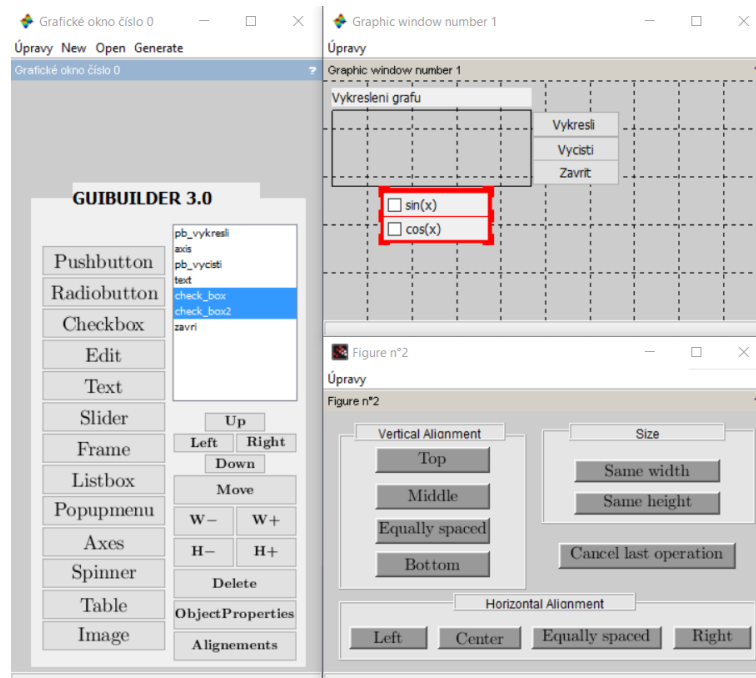 Grafické okno číslo 0
Úpravy New Open Generate
Grafické okno číslo 0 ?
GUIBUILDER 3.0
Pushbutton
Radiobutton
Checkbox
Edit
Text
Slider
Frame
Listbox
Popupmenu
Axes
Spinner
Table
Image
pb_vykresli
axis
pb_vycisti
text
check_box
check_box2
zavri
Up
Left Right
Down
Move
W− W+
H− H+
Delete
ObjectProperties
Alignements
Graphic window number 1
Úpravy
Graphic window number 1
Vykresleni grafu
Vykresli
Vycisti
Zavrit
sin(x)
cos(x)
Figure n°2
Úpravy
Figure n°2
Vertical Alignment
Top
Middle
Equally spaced
Bottom
Size
Same width
Same height
Cancel last operation
Horizontal Alignment
Left Center Equally spaced Right